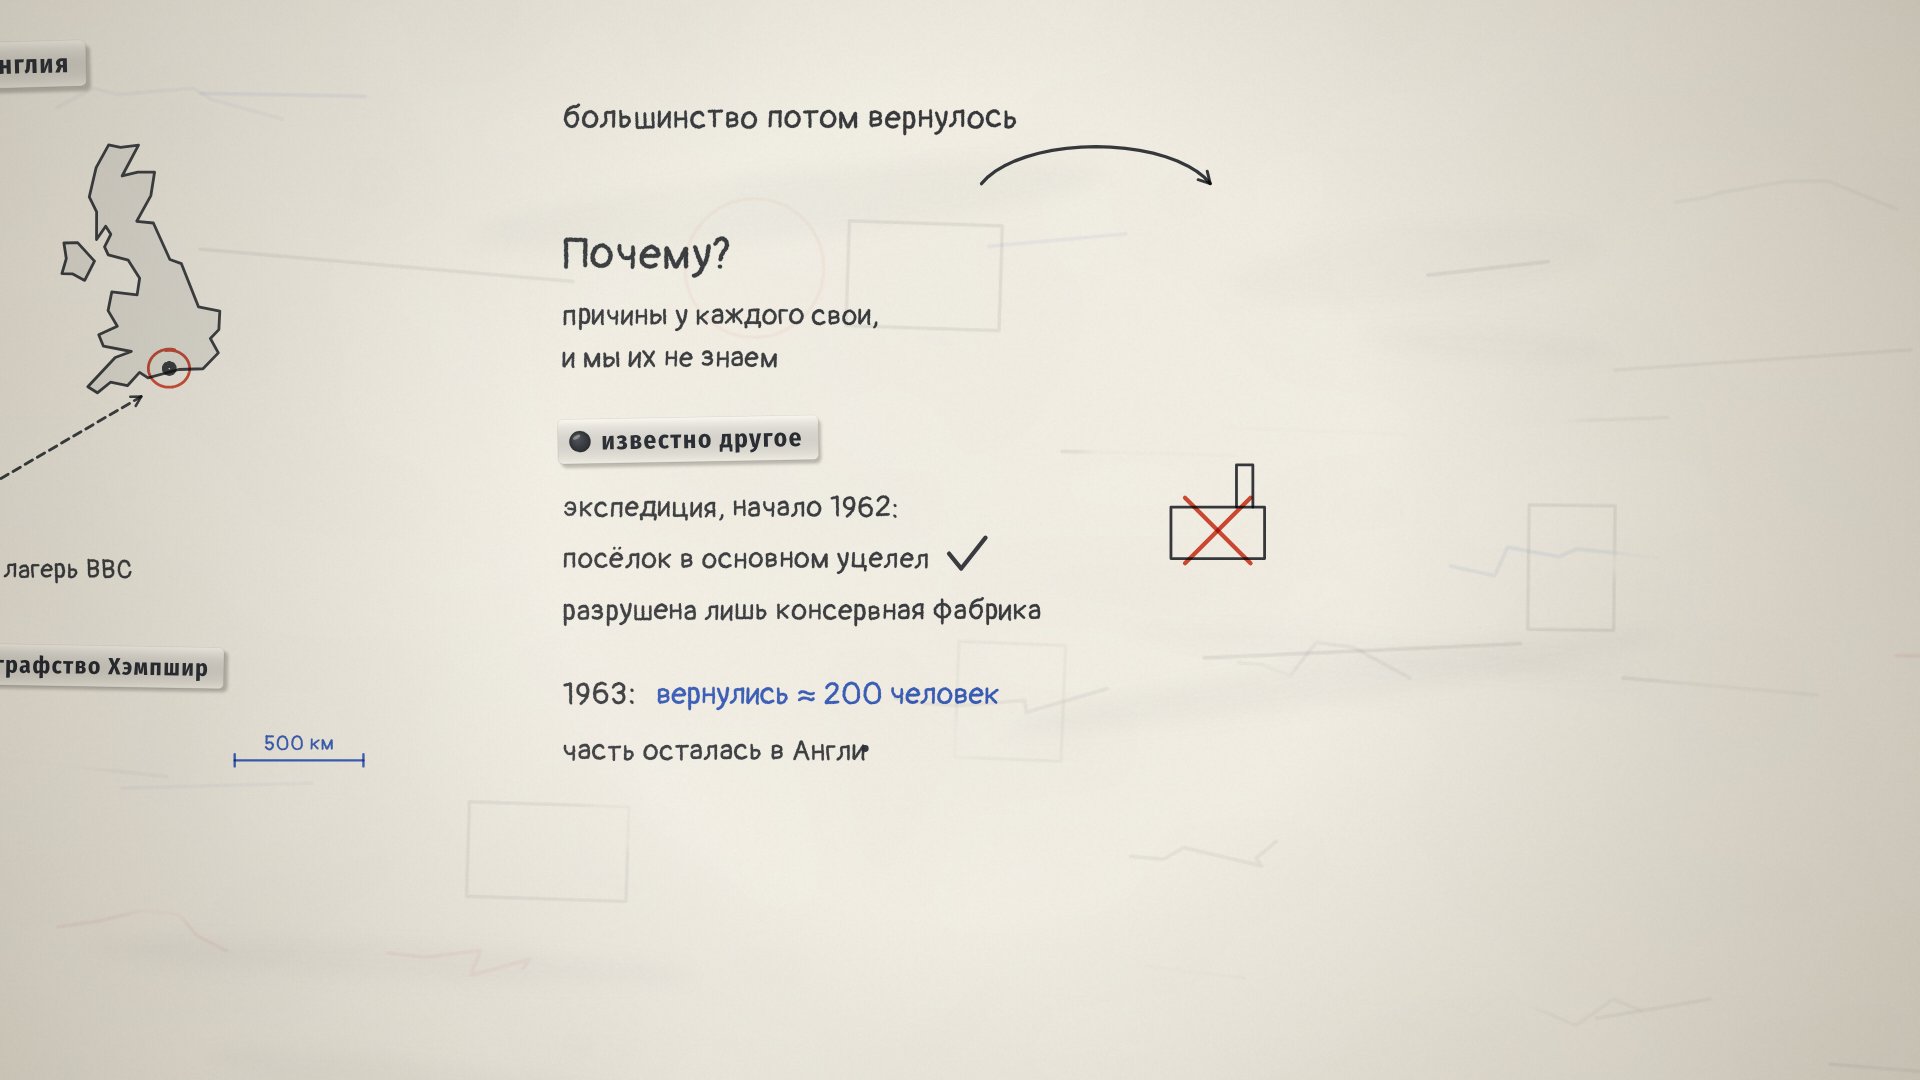 нглия
лагерь ВВС
графство Хэмпшир
500 км
большинство потом вернулось
Почему?
причины у каждого свои,
и мы их не знаем
известно другое
экспедиция, начало 1962:
посёлок в основном уцелел
разрушена лишь консервная фабрика
1963: вернулись ≈ 200 человек
часть осталась в Англи